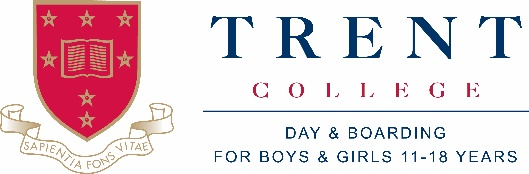 TRENT
COLLEGE
DAY & BOARDING
FOR BOYS & GIRLS 11-18 YEARS
SAPIENTIA FONS VITAE